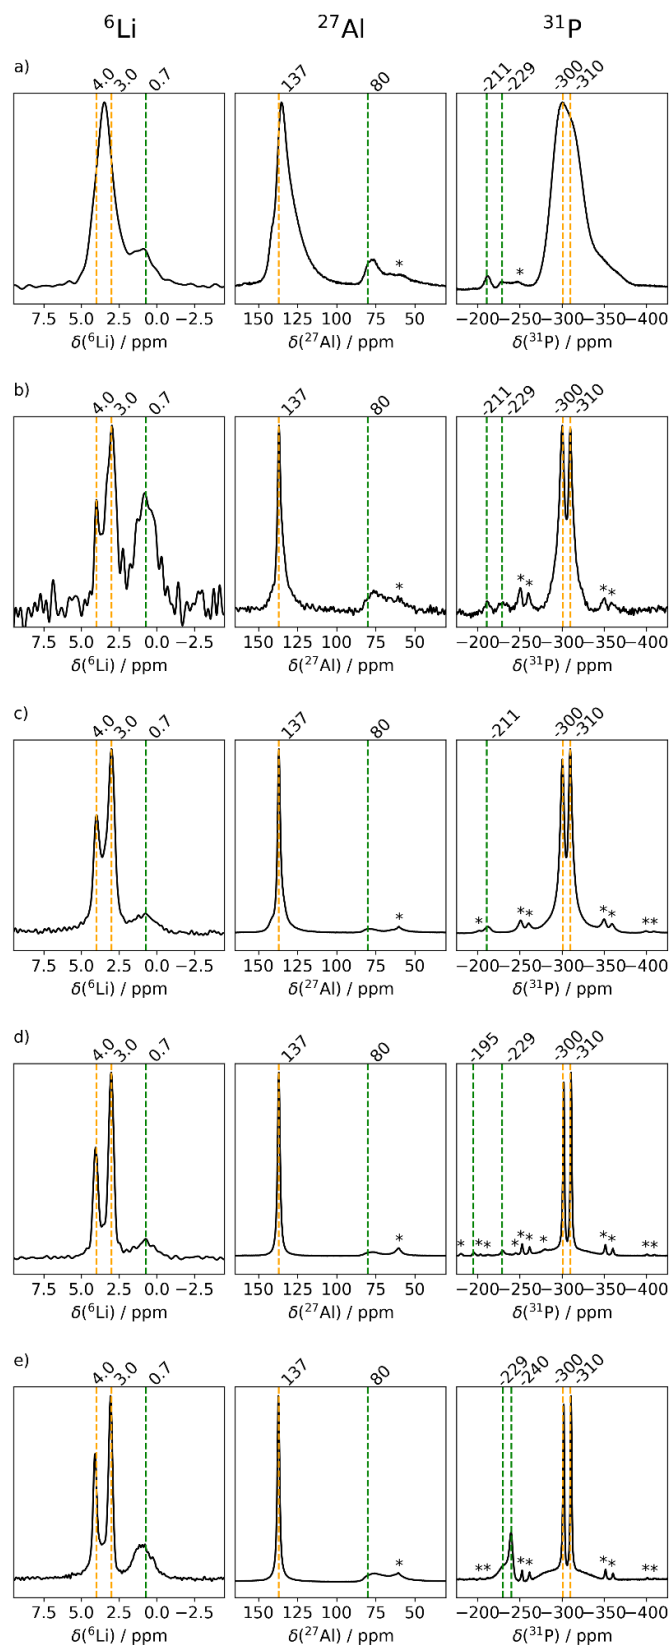 ⁶Li ²⁷Al ³¹P
a)
4.0 3.0 0.7 137 80 -211 -229 -300 -310
* *
7.5 5.0 2.5 0.0 −2.5 150 125 100 75 50 −200 −250 −300 −350 −400
δ(⁶Li) / ppm δ(²⁷Al) / ppm δ(³¹P) / ppm
b)
4.0 3.0 0.7 137 80 -211 -229 -300 -310
* * * * *
7.5 5.0 2.5 0.0 −2.5 150 125 100 75 50 −200 −250 −300 −350 −400
δ(⁶Li) / ppm δ(²⁷Al) / ppm δ(³¹P) / ppm
c)
4.0 3.0 0.7 137 80 -211 -300 -310
* * * * * * * *
7.5 5.0 2.5 0.0 −2.5 150 125 100 75 50 −200 −250 −300 −350 −400
δ(⁶Li) / ppm δ(²⁷Al) / ppm δ(³¹P) / ppm
d)
4.0 3.0 0.7 137 80 -195 -229 -300 -310
* * * * * * * * * * * *
7.5 5.0 2.5 0.0 −2.5 150 125 100 75 50 −200 −250 −300 −350 −400
δ(⁶Li) / ppm δ(²⁷Al) / ppm δ(³¹P) / ppm
e)
4.0 3.0 0.7 137 80 -229 -240 -300 -310
* * * * * * * * *
7.5 5.0 2.5 0.0 −2.5 150 125 100 75 50 −200 −250 −300 −350 −400
δ(⁶Li) / ppm δ(²⁷Al) / ppm δ(³¹P) / ppm